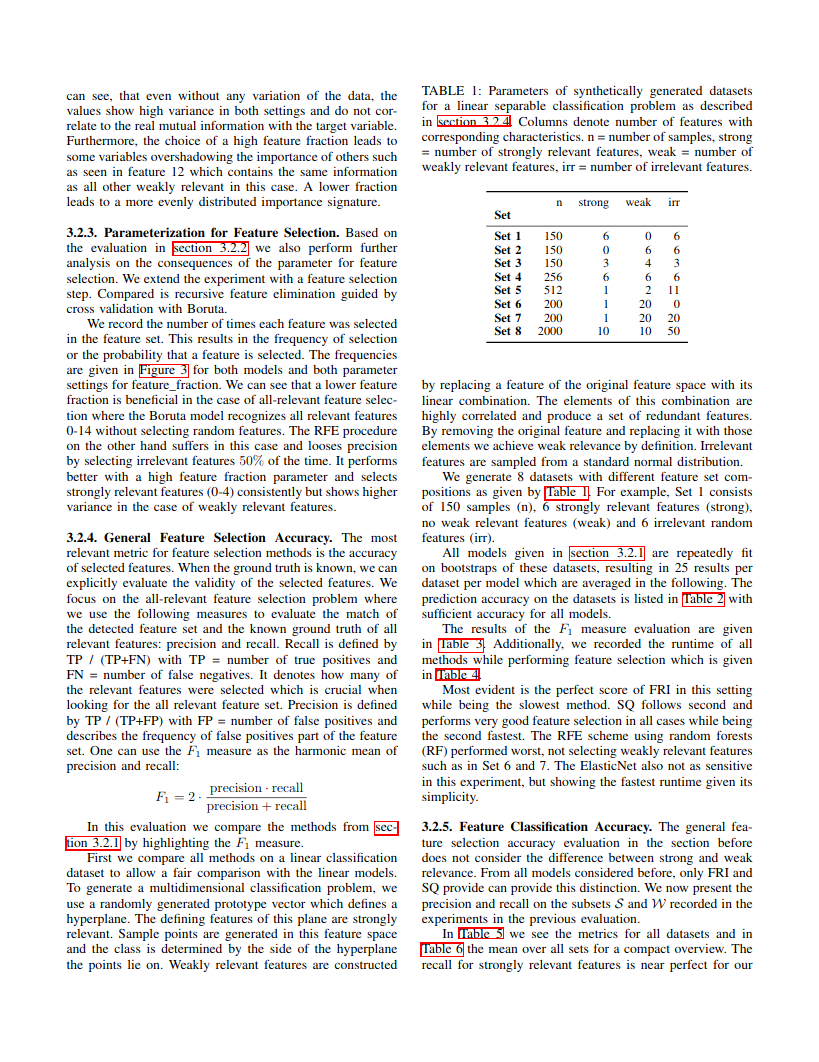 can see, that even without any variation of the data, the
values show high variance in both settings and do not cor-
relate to the real mutual information with the target variable.
Furthermore, the choice of a high feature fraction leads to
some variables overshadowing the importance of others such
as seen in feature 12 which contains the same information
as all other weakly relevant in this case. A lower fraction
leads to a more evenly distributed importance signature.
3.2.3. Parameterization for Feature Selection. Based on
the evaluation in section 3.2.2 we also perform further
analysis on the consequences of the parameter for feature
selection. We extend the experiment with a feature selection
step. Compared is recursive feature elimination guided by
cross validation with Boruta.
We record the number of times each feature was selected
in the feature set. This results in the frequency of selection
or the probability that a feature is selected. The frequencies
are given in Figure 3 for both models and both parameter
settings for feature_fraction. We can see that a lower feature
fraction is beneficial in the case of all-relevant feature selec-
tion where the Boruta model recognizes all relevant features
0-14 without selecting random features. The RFE procedure
on the other hand suffers in this case and looses precision
by selecting irrelevant features 50% of the time. It performs
better with a high feature fraction parameter and selects
strongly relevant features (0-4) consistently but shows higher
variance in the case of weakly relevant features.
3.2.4. General Feature Selection Accuracy. The most
relevant metric for feature selection methods is the accuracy
of selected features. When the ground truth is known, we can
explicitly evaluate the validity of the selected features. We
focus on the all-relevant feature selection problem where
we use the following measures to evaluate the match of
the detected feature set and the known ground truth of all
relevant features: precision and recall. Recall is defined by
TP / (TP+FN) with TP = number of true positives and
FN = number of false negatives. It denotes how many of
the relevant features were selected which is crucial when
looking for the all relevant feature set. Precision is defined
by TP / (TP+FP) with FP = number of false positives and
describes the frequency of false positives part of the feature
set. One can use the F1 measure as the harmonic mean of
precision and recall:
F1 = 2 · precision · recall / precision + recall
In this evaluation we compare the methods from sec-
tion 3.2.1 by highlighting the F1 measure.
First we compare all methods on a linear classification
dataset to allow a fair comparison with the linear models.
To generate a multidimensional classification problem, we
use a randomly generated prototype vector which defines a
hyperplane. The defining features of this plane are strongly
relevant. Sample points are generated in this feature space
and the class is determined by the side of the hyperplane
the points lie on. Weakly relevant features are constructed
TABLE 1: Parameters of synthetically generated datasets
for a linear separable classification problem as described
in section 3.2.4. Columns denote number of features with
corresponding characteristics. n = number of samples, strong
= number of strongly relevant features, weak = number of
weakly relevant features, irr = number of irrelevant features.
n strong weak irr
Set
Set 1 150 6 0 6
Set 2 150 0 6 6
Set 3 150 3 4 3
Set 4 256 6 6 6
Set 5 512 1 2 11
Set 6 200 1 20 0
Set 7 200 1 20 20
Set 8 2000 10 10 50
by replacing a feature of the original feature space with its
linear combination. The elements of this combination are
highly correlated and produce a set of redundant features.
By removing the original feature and replacing it with those
elements we achieve weak relevance by definition. Irrelevant
features are sampled from a standard normal distribution.
We generate 8 datasets with different feature set com-
positions as given by Table 1. For example, Set 1 consists
of 150 samples (n), 6 strongly relevant features (strong),
no weak relevant features (weak) and 6 irrelevant random
features (irr).
All models given in section 3.2.1 are repeatedly fit
on bootstraps of these datasets, resulting in 25 results per
dataset per model which are averaged in the following. The
prediction accuracy on the datasets is listed in Table 2 with
sufficient accuracy for all models.
The results of the F1 measure evaluation are given
in Table 3. Additionally, we recorded the runtime of all
methods while performing feature selection which is given
in Table 4.
Most evident is the perfect score of FRI in this setting
while being the slowest method. SQ follows second and
performs very good feature selection in all cases while being
the second fastest. The RFE scheme using random forests
(RF) performed worst, not selecting weakly relevant features
such as in Set 6 and 7. The ElasticNet also not as sensitive
in this experiment, but showing the fastest runtime given its
simplicity.
3.2.5. Feature Classification Accuracy. The general fea-
ture selection accuracy evaluation in the section before
does not consider the difference between strong and weak
relevance. From all models considered before, only FRI and
SQ provide can provide this distinction. We now present the
precision and recall on the subsets S and W recorded in the
experiments in the previous evaluation.
In Table 5 we see the metrics for all datasets and in
Table 6 the mean over all sets for a compact overview. The
recall for strongly relevant features is near perfect for our